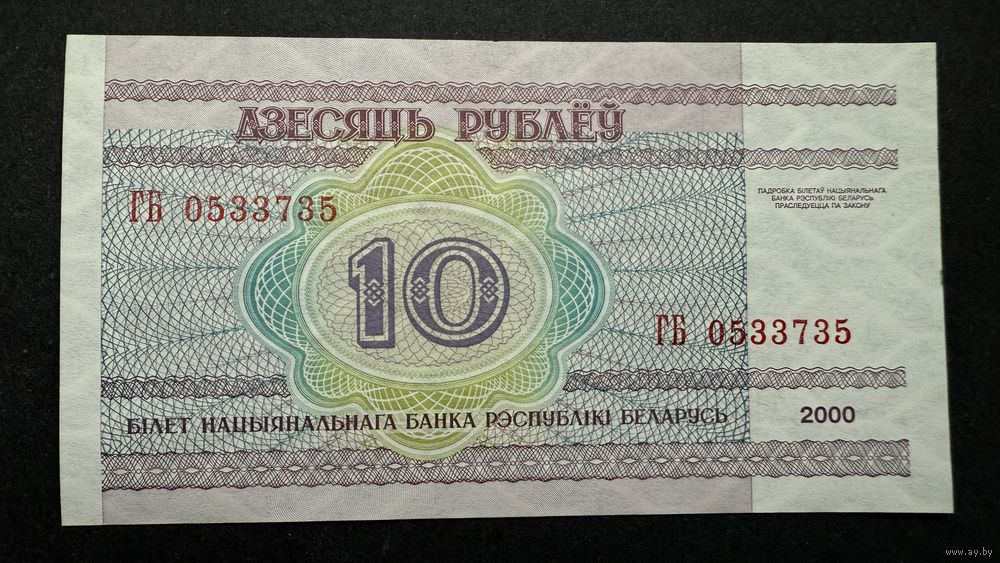 ДЗЕСЯЦЬ РУБЛЁЎ
ПАДРОБКА БІЛЕТАЎ НАЦЫЯНАЛЬНАГА
БАНКА РЭСПУБЛІКІ БЕЛАРУСЬ
ПРАСЛЕДУЕЦЦА ПА ЗАКОНУ
ГБ 0533735
10
ГБ 0533735
БІЛЕТ НАЦЫЯНАЛЬНАГА БАНКА РЭСПУБЛІКІ БЕЛАРУСЬ 2000
www.ay.by